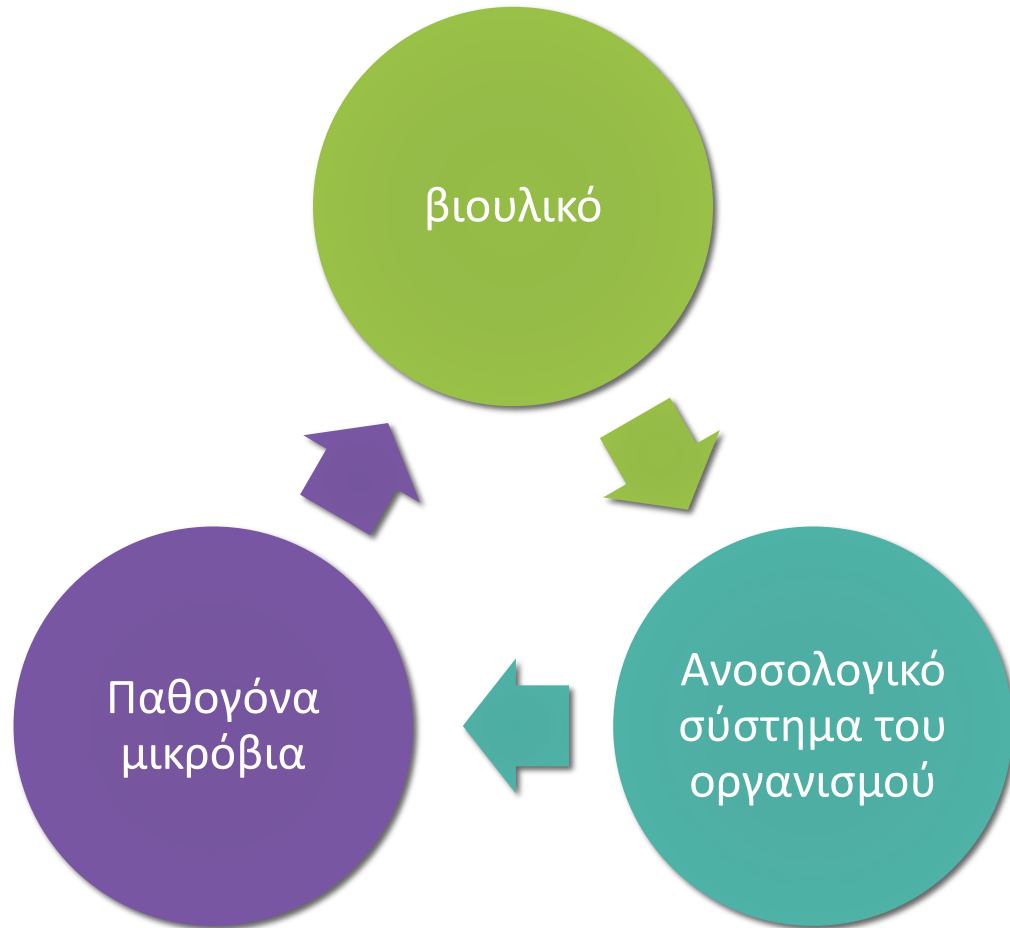 βιουλικό
Παθογόνα
μικρόβια
Ανοσολογικό
σύστημα του
οργανισμού